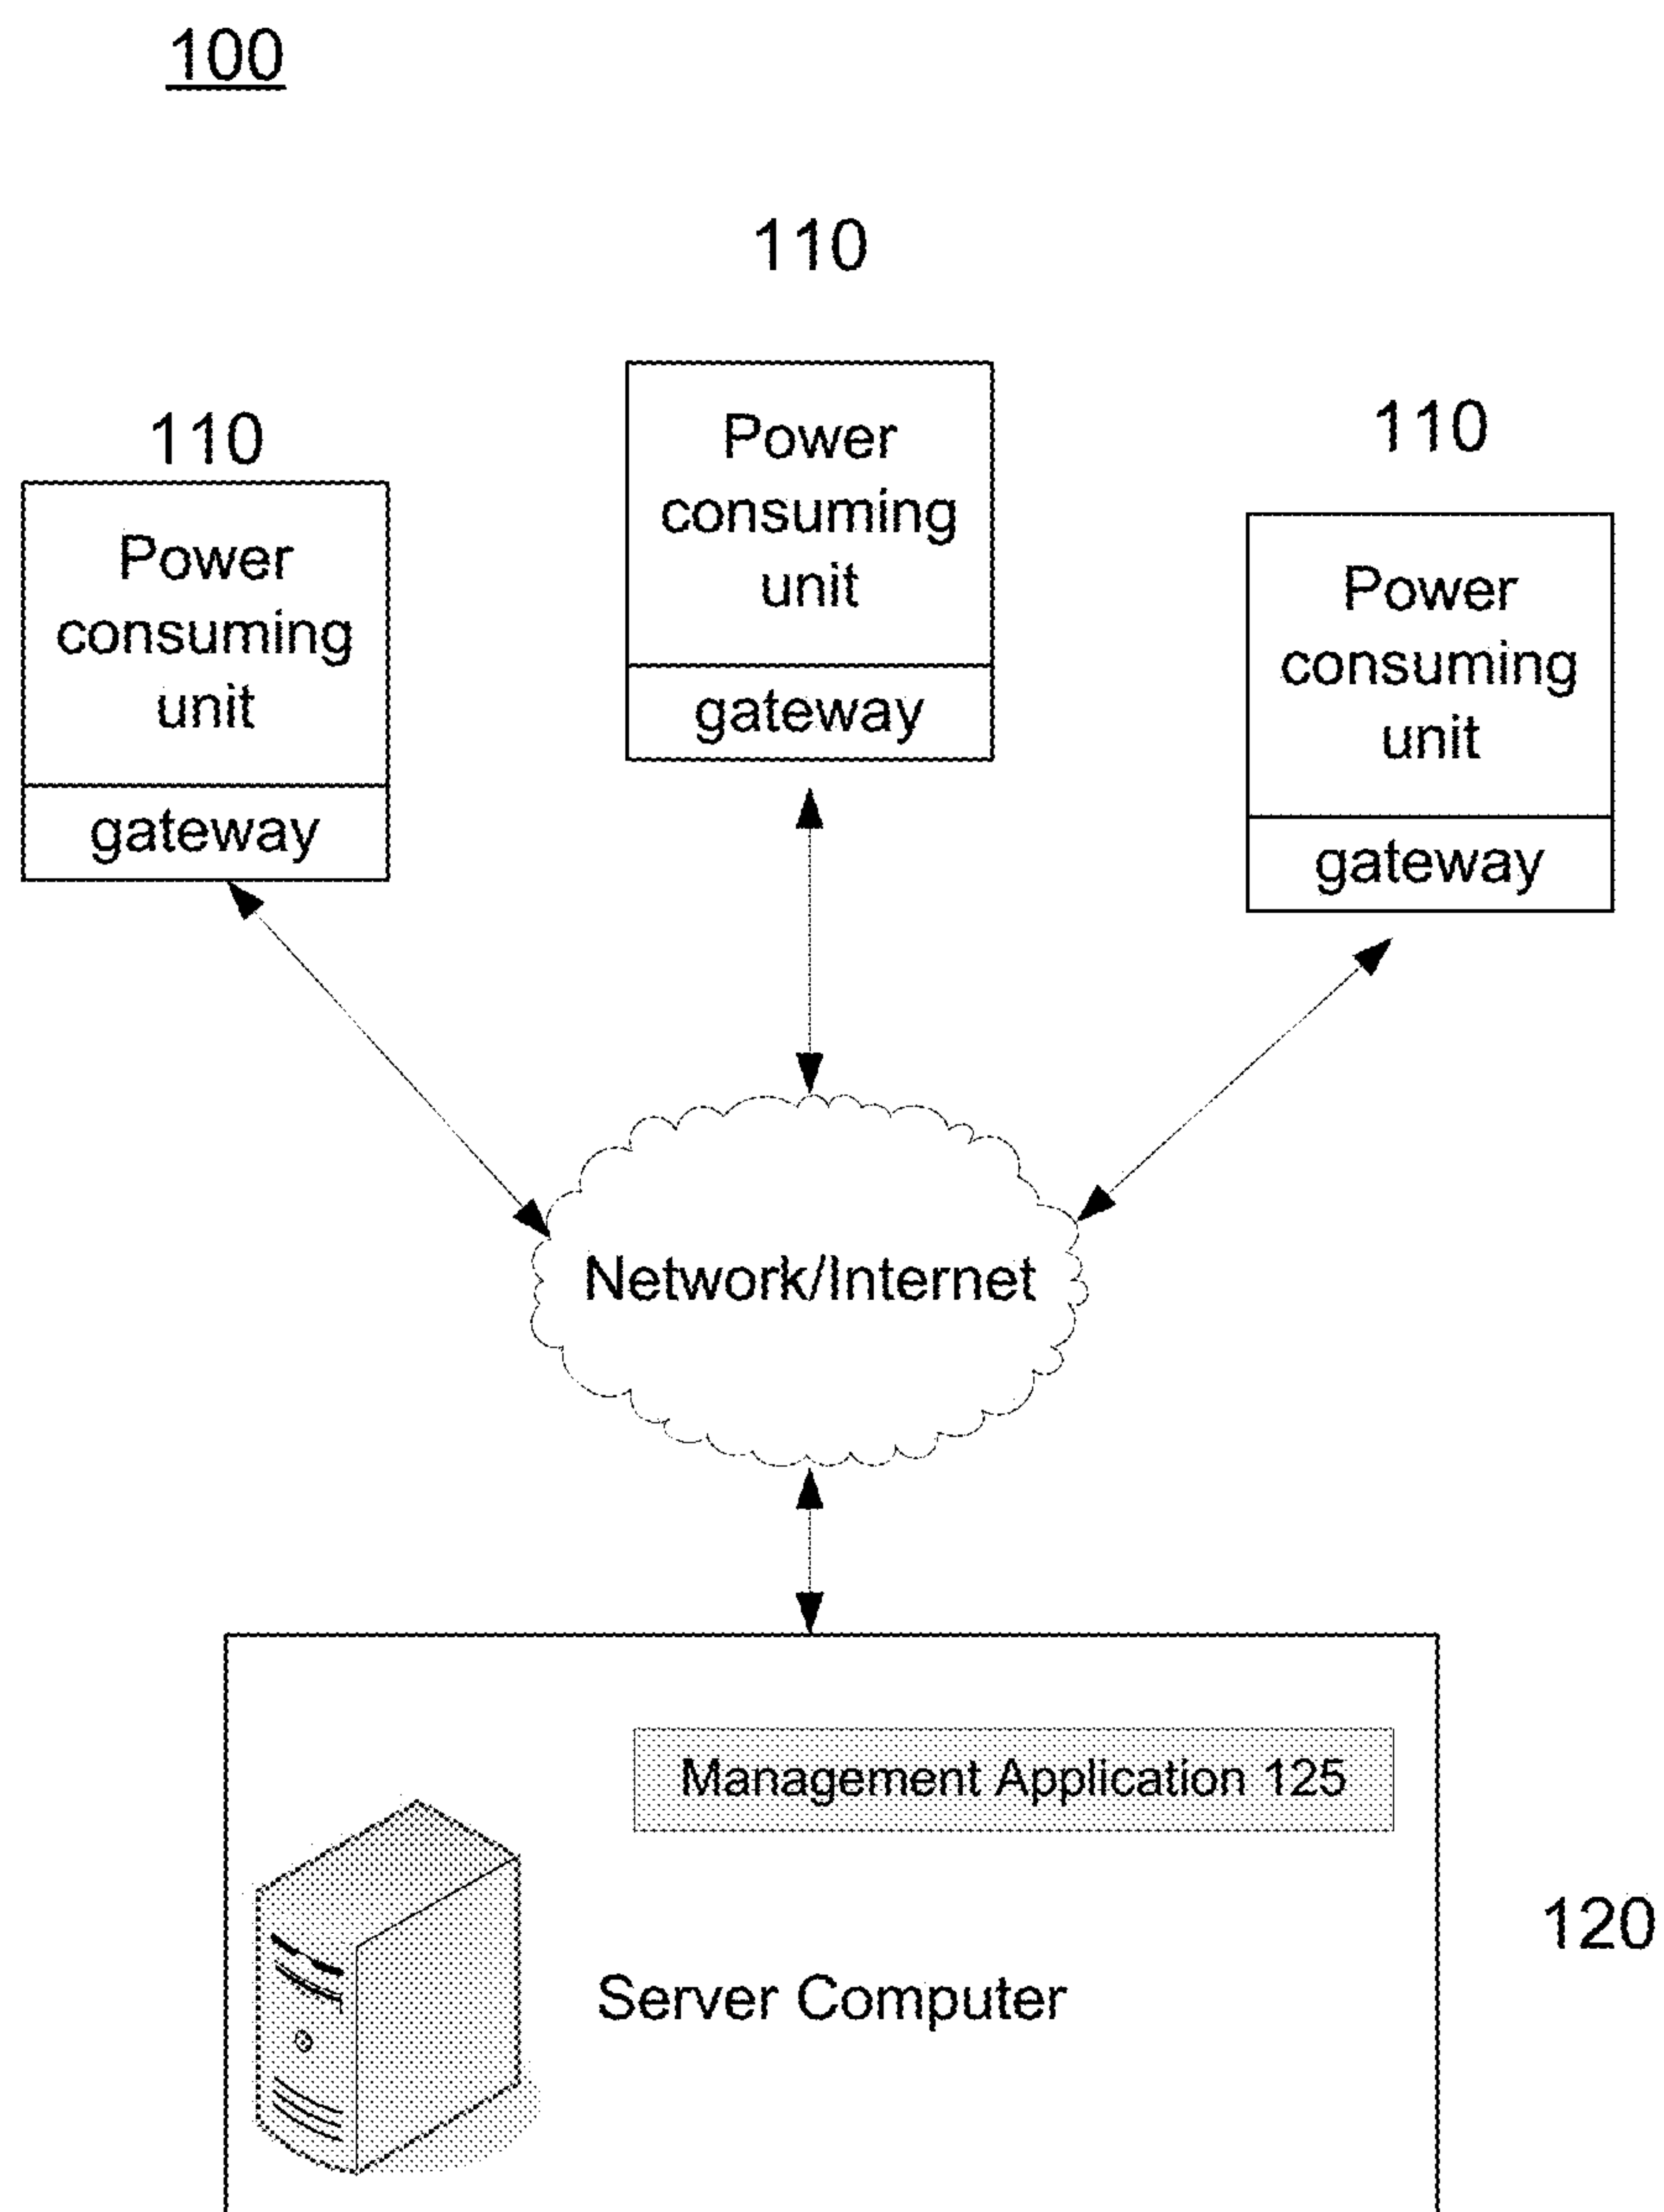 100
110
110
110
Power
consuming
unit
gateway
Power
consuming
unit
gateway
Power
consuming
unit
gateway
Network/Internet
Management Application 125
120
Server Computer